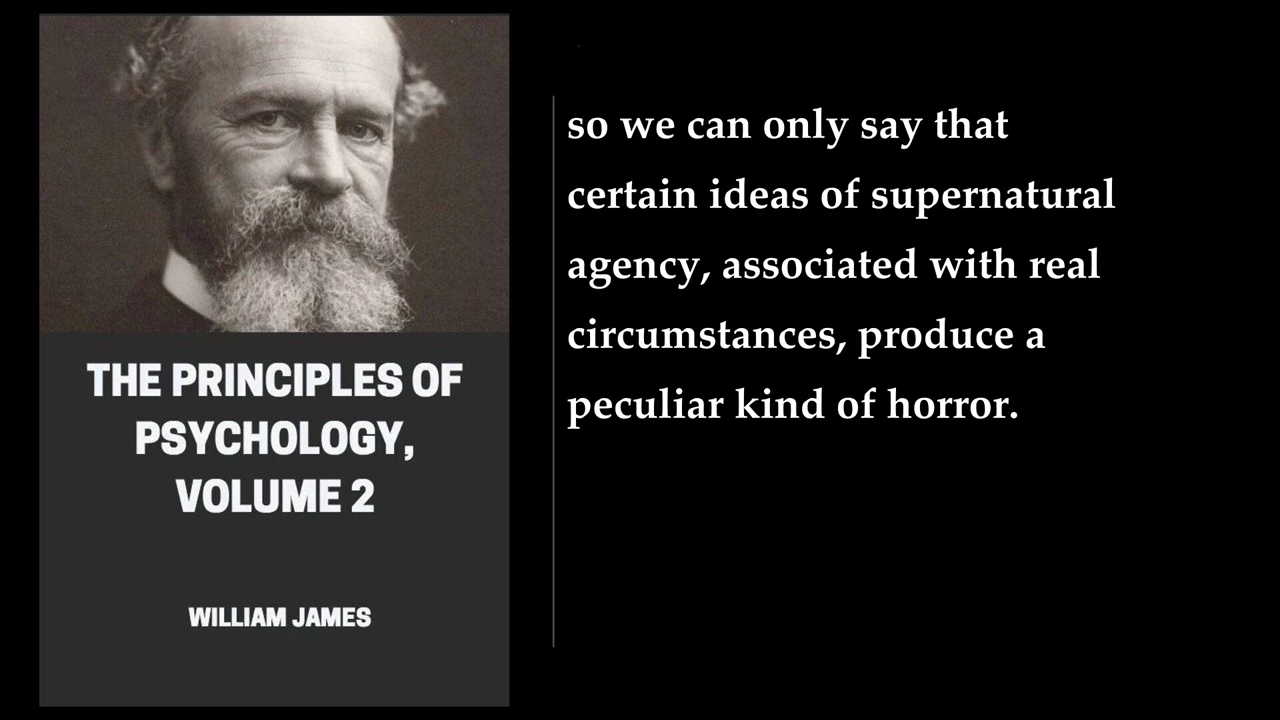 THE PRINCIPLES OF
PSYCHOLOGY,
VOLUME 2
WILLIAM JAMES
so we can only say that
certain ideas of supernatural
agency, associated with real
circumstances, produce a
peculiar kind of horror.